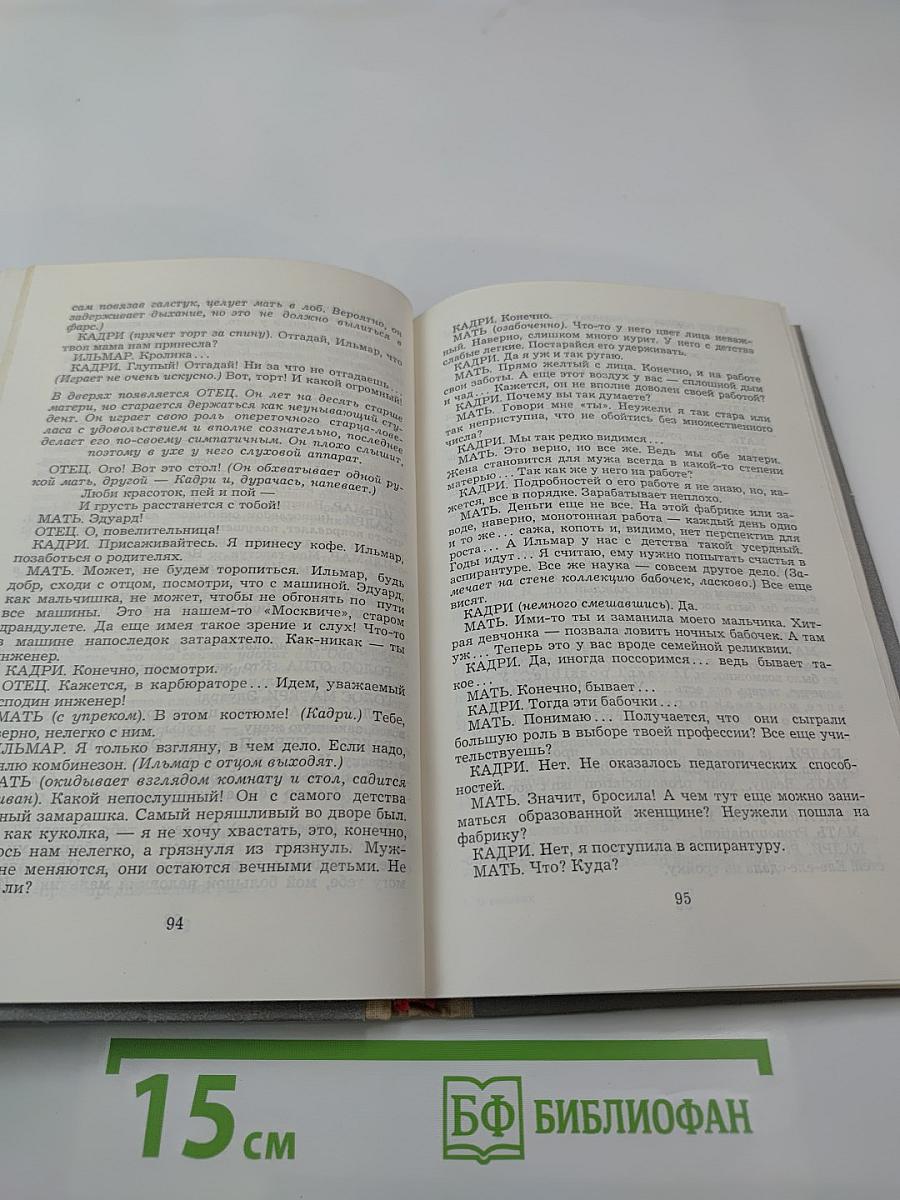 сам повязав галстук, целует мать в лоб. Вероятно, он
задерживает дыхание, но это не должно вылиться в
фарс.)
КАДРИ (прячет торт за спину). Отгадай, Ильмар, что
твоя мама нам принесла?
ИЛЬМАР. Кролика...
КАДРИ. Глупый! Отгадай! Ни за что не отгадаешь...
(Играет не очень искусно.) Вот, торт! И какой огромный!
В дверях появляется ОТЕЦ. Он лет на десять старше
матери, но старается держаться как неунывающий сту-
дент. Он играет свою роль опереточного старца-лове-
ласа с удовольствием и вполне сознательно, последнее
делает его по-своему симпатичным. Он плохо слышит,
поэтому в ухе у него слуховой аппарат.
ОТЕЦ. Ого! Вот это стол! (Он обхватывает одной ру-
кой мать, другой — Кадри и, дурачась, напевает.)
Люби красоток, пей и пой —
И грусть расстанется с тобой!
МАТЬ. Эдуард!
ОТЕЦ. О, повелительница!
КАДРИ. Присаживайтесь. Я принесу кофе. Ильмар,
позаботься о родителях.
МАТЬ. Может, не будем торопиться. Ильмар, будь
добр, сходи с отцом, посмотри, что с машиной. Эдуард,
как мальчишка, не может, чтобы не обгонять по пути
все машины. Это на нашем-то «Москвиче», старом
драндулете. Да еще имея такое зрение и слух! Что-то
в машине напоследок затарахтело. Как-никак — ты
инженер.
КАДРИ. Конечно, посмотри.
ОТЕЦ. Кажется, в карбюраторе... Идем, уважаемый
господин инженер!
МАТЬ (с упреком). В этом костюме! (Кадри.) Тебе,
верно, нелегко с ним.
ИЛЬМАР. Я только взгляну, в чем дело. Если надо,
комбинезон. (Ильмар с отцом выходят.)
МАТЬ (окидывает взглядом комнату и стол, садится
Какой непослушный! Он с самого детства
замарашка. Самый неряшливый во дворе был.
как куколка, — я не хочу хвастать, это, конечно,
нам нелегко, а грязнуля из грязнуль. Муж-
не меняются, они остаются вечными детьми. Не
ли?
94
КАДРИ. Конечно.
МАТЬ (озабоченно). Что-то у него цвет лица неваж-
ный. Наверно, слишком много курит. У него с детства
слабые легкие. Постарайся его удерживать.
КАДРИ. Да я уж и так ругаю.
МАТЬ. Прямо желтый с лица. Конечно, и на работе
свои заботы. А еще этот воздух у вас — сплошной дым
и чад... Кажется, он не вполне доволен своей работой?
КАДРИ. Почему вы так думаете?
МАТЬ. Говори мне «ты». Неужели я так стара или
так неприступна, что не обойтись без множественного
числа?
КАДРИ. Мы так редко видимся...
МАТЬ. Это верно, но все же. Ведь мы обе матери.
Жена становится для мужа всегда в какой-то степени
матерью... Так как же у него на работе?
КАДРИ. Подробностей о его работе я не знаю, но, ка-
жется, все в порядке. Зарабатывает неплохо.
МАТЬ. Деньги еще не все. На этой фабрике или за-
воде, наверно, монотонная работа — каждый день одно
и то же... сажа, копоть и, видимо, нет перспектив для
роста... А Ильмар у нас с детства такой усердный.
Годы идут... Я считаю, ему нужно попытать счастья в
аспирантуре. Все же наука — совсем другое дело. (За-
мечает на стене коллекцию бабочек, ласково.) Все еще
висят.
КАДРИ (немного смешавшись). Да.
МАТЬ. Ими-то ты и заманила моего мальчика. Хит-
рая девчонка — позвала ловить ночных бабочек. А там
уж... Теперь это у вас вроде семейной реликвии.
КАДРИ. Да, иногда поссоримся... ведь бывает та-
кое...
МАТЬ. Конечно, бывает...
КАДРИ. Тогда эти бабочки...
МАТЬ. Понимаю... Получается, что они сыграли
большую роль в выборе твоей профессии? Все еще учи-
тельствуешь?
КАДРИ. Нет. Не оказалось педагогических способ-
ностей.
МАТЬ. Значит, бросила! А чем тут еще можно зани-
маться образованной женщине? Неужели пошла на
фабрику?
КАДРИ. Нет, я поступила в аспирантуру.
МАТЬ. Что? Куда?
95
15 см
БФ БИБЛИОФАН